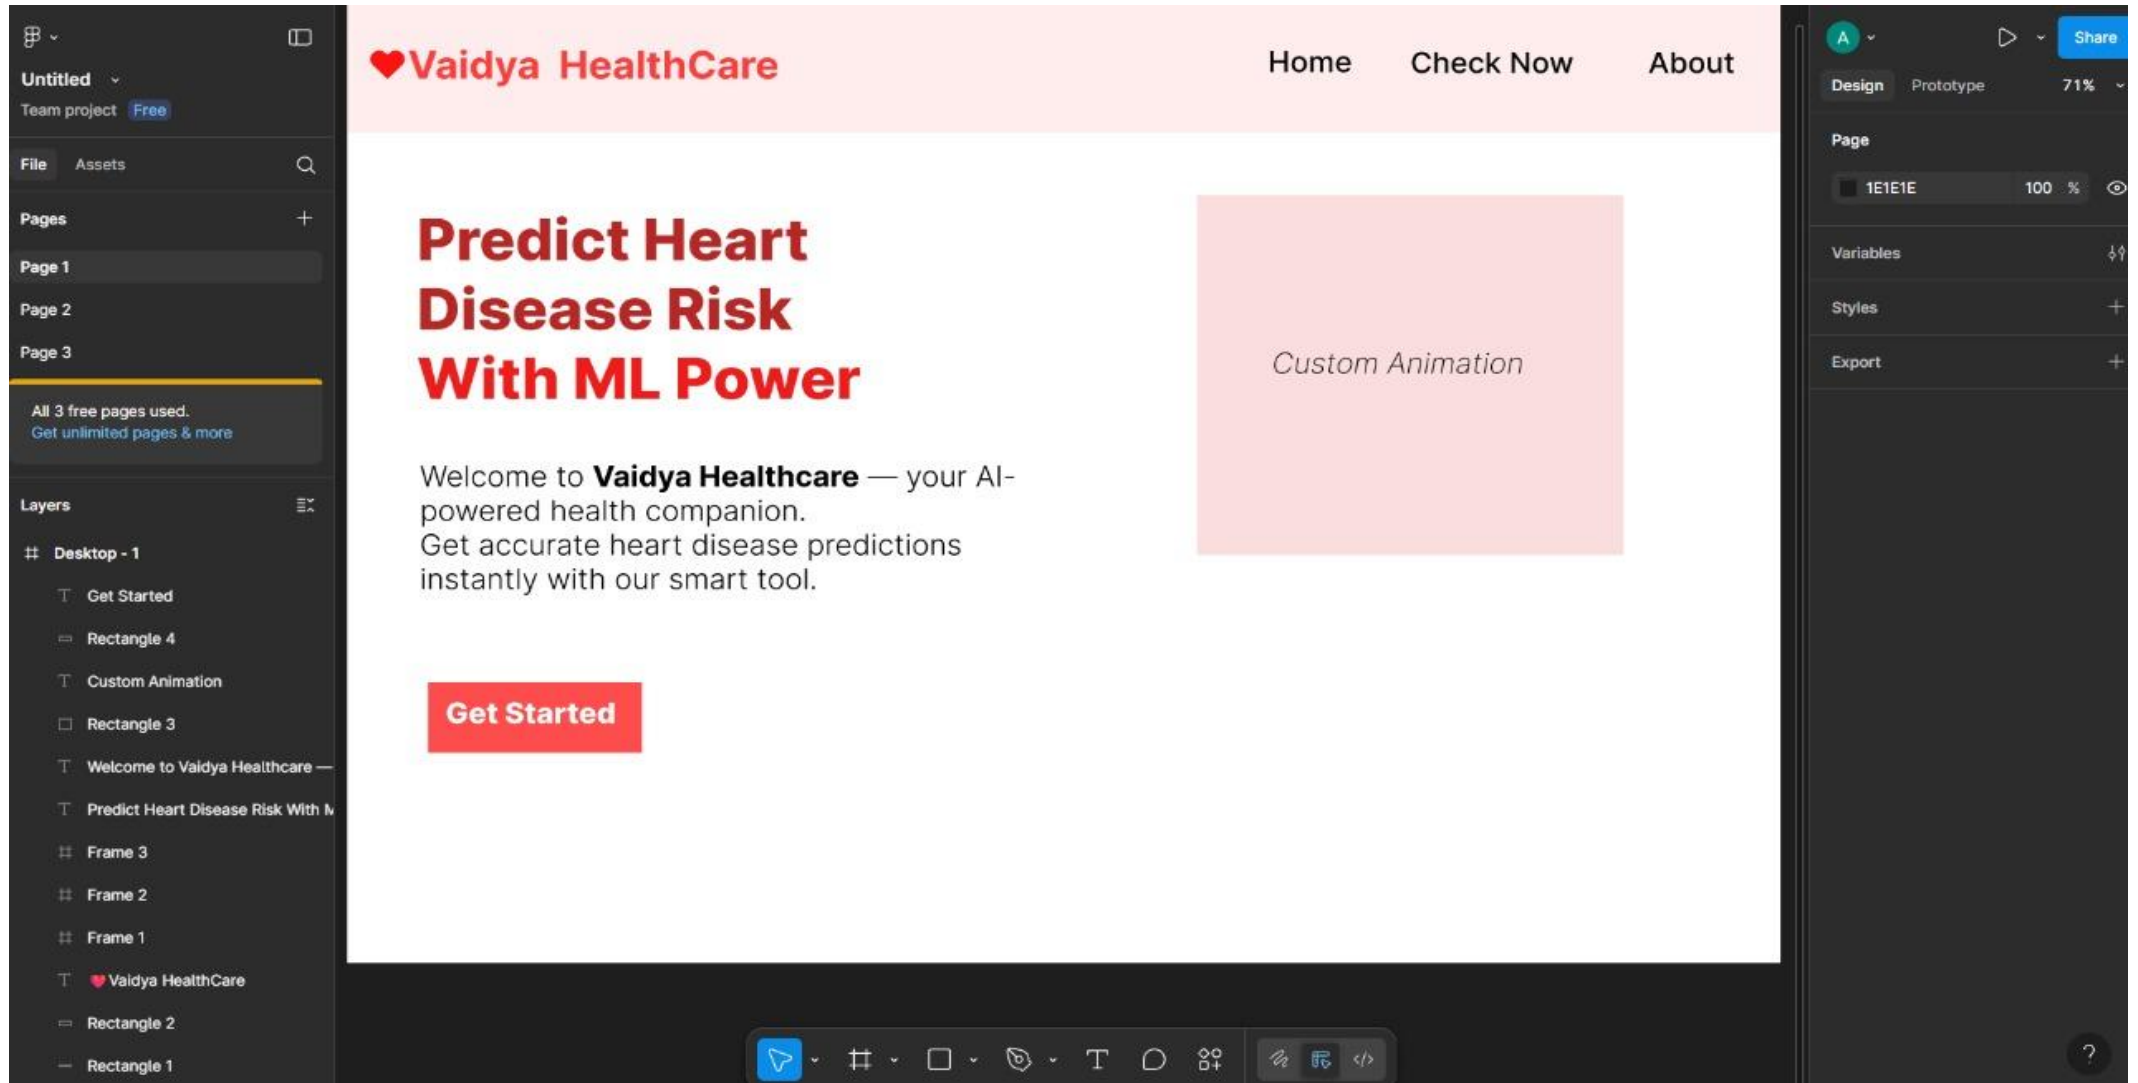 Untitled
Team project Free
File Assets
Pages
Page 1
Page 2
Page 3
All 3 free pages used.
Get unlimited pages & more
Layers
Desktop - 1
Get Started
Rectangle 4
Custom Animation
Rectangle 3
Welcome to Vaidya Healthcare —
Predict Heart Disease Risk With
Frame 3
Frame 2
Frame 1
❤Vaidya HealthCare
Rectangle 2
Rectangle 1
❤Vaidya HealthCare
Home Check Now About
Predict Heart
Disease Risk
With ML Power
Welcome to Vaidya Healthcare — your AI-
powered health companion.
Get accurate heart disease predictions
instantly with our smart tool.
Get Started
Custom Animation
A
Share
Design Prototype 71%
Page
1E1E1E 100 %
Variables
Styles
Export
?